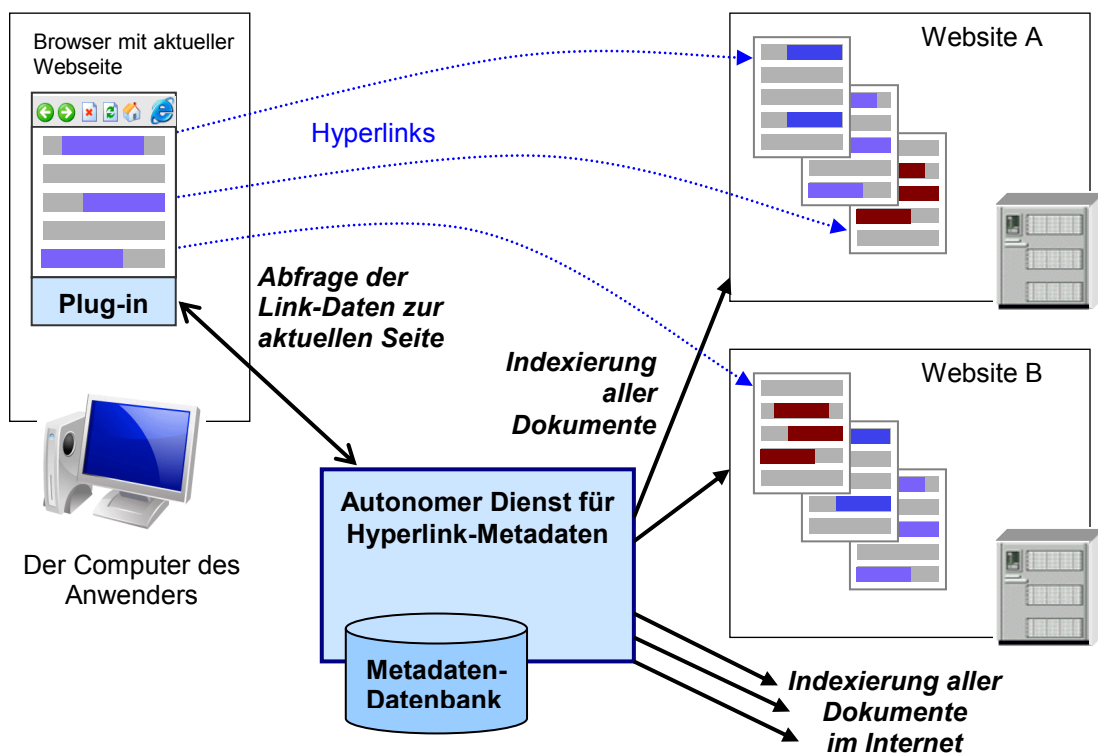 Browser mit aktueller
Webseite
Plug-in
Der Computer des
Anwenders
Hyperlinks
Abfrage der
Link-Daten zur
aktuellen Seite
Indexierung
aller
Dokumente
Website A
Website B
Autonomer Dienst für
Hyperlink-Metadaten
Metadaten-
Datenbank
Indexierung aller
Dokumente
im Internet